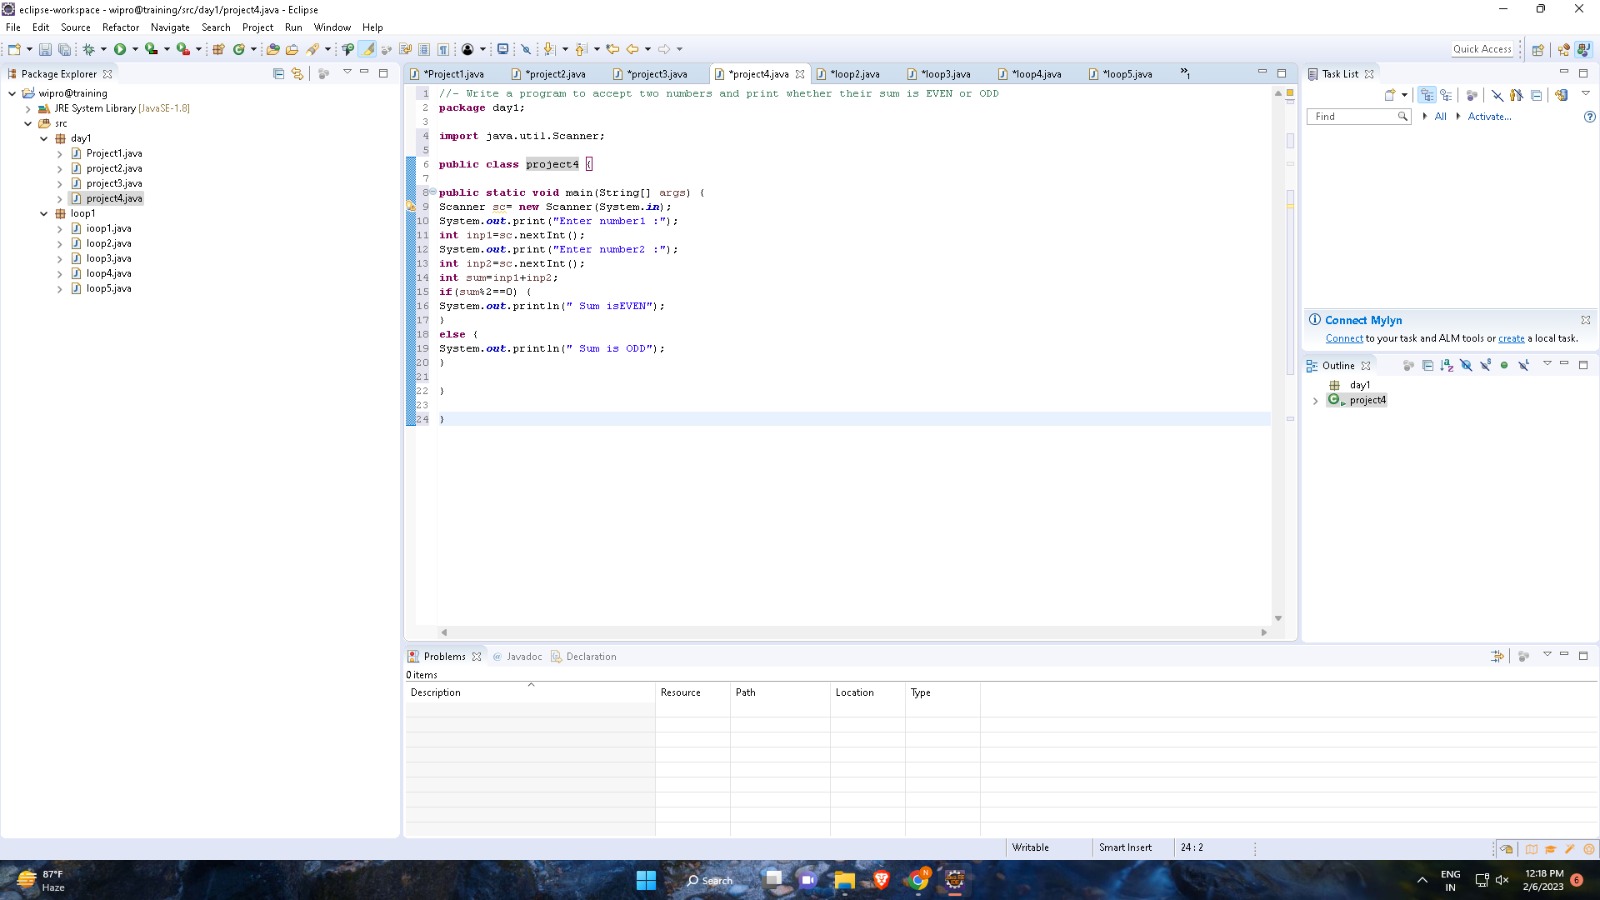 eclipse-workspace - wipro@training/src/day1/project4.java - Eclipse
File Edit Source Refactor Navigate Search Project Run Window Help
Quick Access
Package Explorer
wipro@training
JRE System Library [JavaSE-1.8]
src
day1
Project1.java
project2.java
project3.java
project4.java
loop1
ioop1.java
loop2.java
loop3.java
loop4.java
loop5.java
*Project1.java *project2.java *project3.java *project4.java *loop2.java *loop3.java *loop4.java *loop5.java »1
1 //- Write a program to accept two numbers and print whether their sum is EVEN or ODD
2 package day1;
3
4 import java.util.Scanner;
5
6 public class project4 {
7
8 public static void main(String[] args) {
9 Scanner sc= new Scanner(System.in);
10 System.out.print("Enter number1 :");
11 int inp1=sc.nextInt();
12 System.out.print("Enter number2 :");
13 int inp2=sc.nextInt();
14 int sum=inp1+inp2;
15 if(sum%2==0) {
16 System.out.println(" Sum isEVEN");
17 }
18 else {
19 System.out.println(" Sum is ODD");
20 }
21
22 }
23
24 }
Task List
Find All Activate...
Connect Mylyn
Connect to your task and ALM tools or create a local task.
Outline
day1
project4
Problems @ Javadoc Declaration
0 items
Description Resource Path Location Type
Writable Smart Insert 24 : 2
87°F
Haze
Search
ENG
IN
12:18 PM
2/6/2023
6